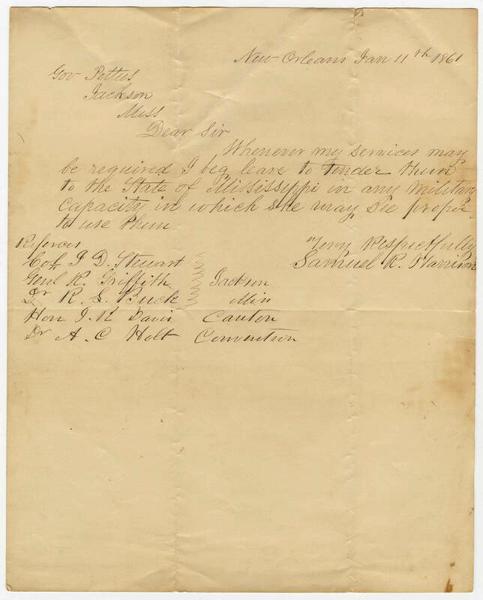 New Orleans Jan 11th 1861
Gov Pettus
Jackson
Miss
Dear Sir
Whenever my services may
be required I beg leave to tender them
to the State of Mississippi in any military
capacity in which she may see proper
to use them.
Very Respectfully
Samuel R. Harrison
Refences
Col J D Stewart
Genl R. Griffith Jackson
Dr R. S. Buck Miss
Hon J. R Davis Canton
Dr A. C Holt Convention